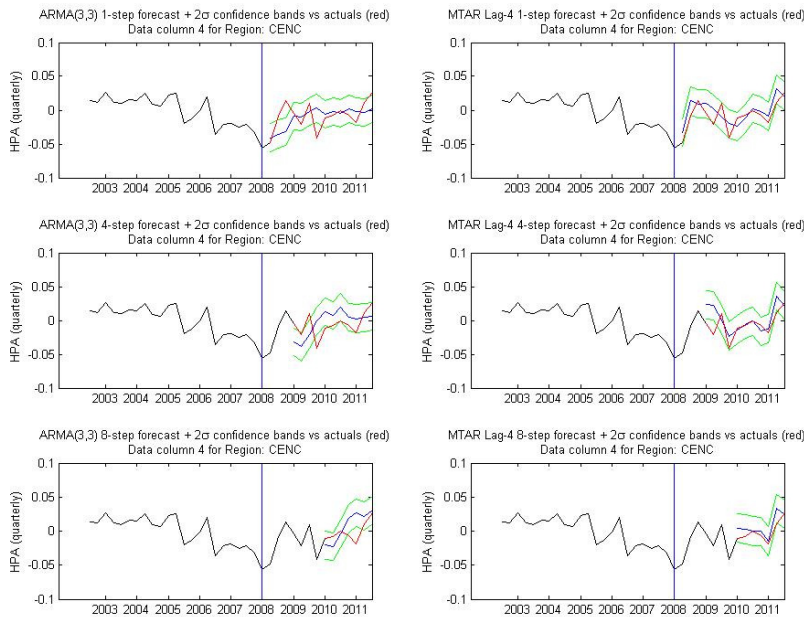 ARMA(3,3) 1-step forecast + 2σ confidence bands vs actuals (red)
Data column 4 for Region: CENC
0.1
0.05
0
-0.05
-0.1
HPA (quarterly)
2003 2004 2005 2006 2007 2008 2009 2010 2011
MTAR Lag-4 1-step forecast + 2σ confidence bands vs actuals (red)
Data column 4 for Region: CENC
0.1
0.05
0
-0.05
-0.1
HPA (quarterly)
2003 2004 2005 2006 2007 2008 2009 2010 2011
ARMA(3,3) 4-step forecast + 2σ confidence bands vs actuals (red)
Data column 4 for Region: CENC
0.1
0.05
0
-0.05
-0.1
HPA (quarterly)
2003 2004 2005 2006 2007 2008 2009 2010 2011
MTAR Lag-4 4-step forecast + 2σ confidence bands vs actuals (red)
Data column 4 for Region: CENC
0.1
0.05
0
-0.05
-0.1
HPA (quarterly)
2003 2004 2005 2006 2007 2008 2009 2010 2011
ARMA(3,3) 8-step forecast + 2σ confidence bands vs actuals (red)
Data column 4 for Region: CENC
0.1
0.05
0
-0.05
-0.1
HPA (quarterly)
2003 2004 2005 2006 2007 2008 2009 2010 2011
MTAR Lag-4 8-step forecast + 2σ confidence bands vs actuals (red)
Data column 4 for Region: CENC
0.1
0.05
0
-0.05
-0.1
HPA (quarterly)
2003 2004 2005 2006 2007 2008 2009 2010 2011